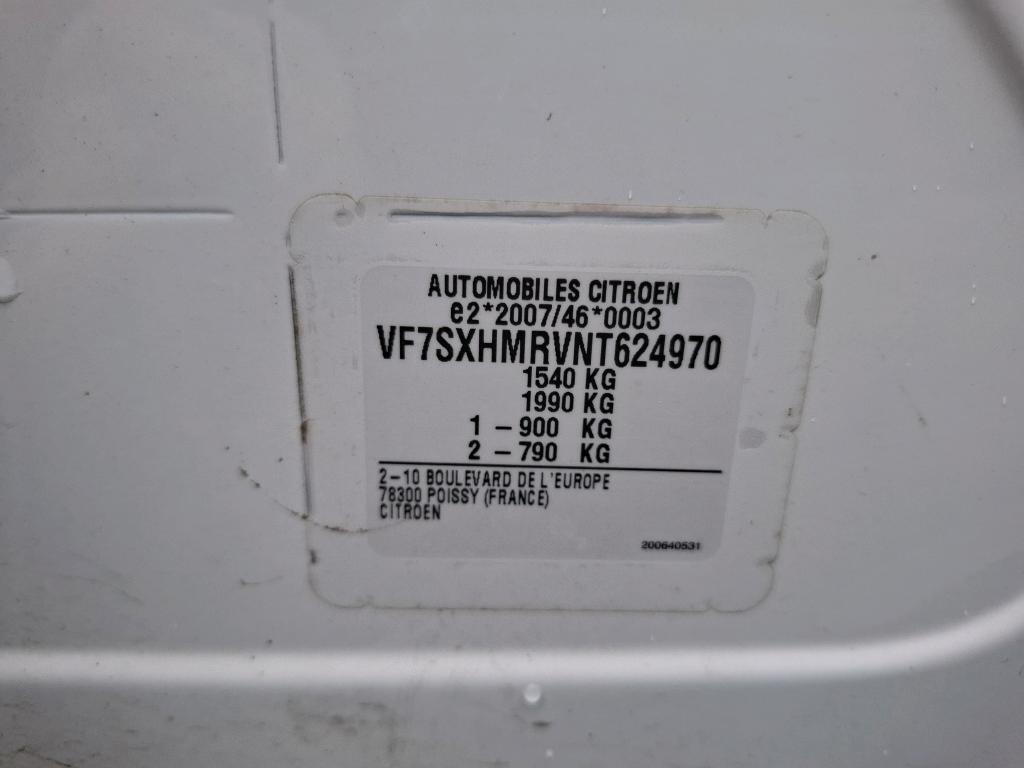 AUTOMOBILES CITROEN
e2*2007/46*0003
VF7SXHMRVNT624970
1540 KG
1990 KG
1 - 900 KG
2 - 790 KG
2-10 BOULEVARD DE L'EUROPE
78300 POISSY (FRANCE)
CITROEN
200640531